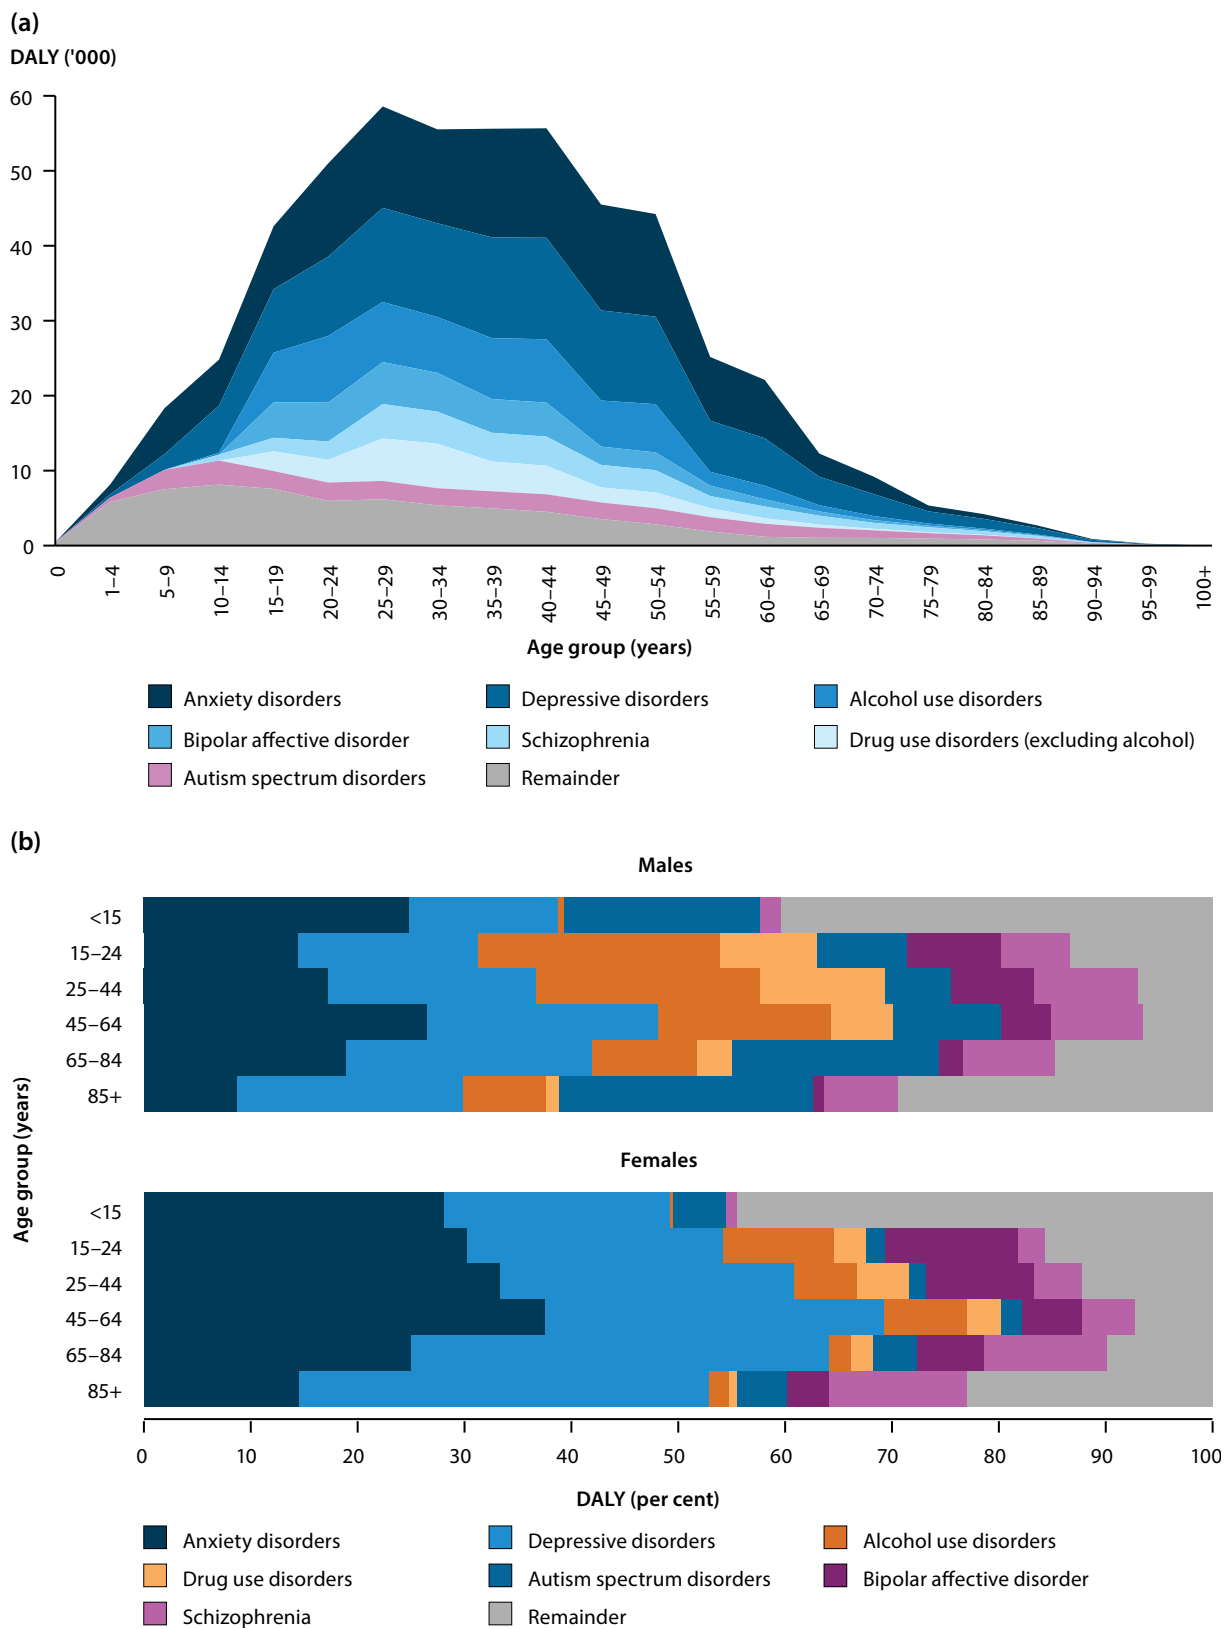 (a)
DALY ('000)
60
50
40
30
20
10
0
0 1–4 5–9 10–14 15–19 20–24 25–29 30–34 35–39 40–44 45–49 50–54 55–59 60–64 65–69 70–74 75–79 80–84 85–89 90–94 95–99 100+
Age group (years)
Anxiety disorders Depressive disorders Alcohol use disorders
Bipolar affective disorder Schizophrenia Drug use disorders (excluding alcohol)
Autism spectrum disorders Remainder
(b)
Males
<15
15–24
25–44
45–64
65–84
85+
Age group (years)
Females
<15
15–24
25–44
45–64
65–84
85+
0 10 20 30 40 50 60 70 80 90 100
DALY (per cent)
Anxiety disorders Depressive disorders Alcohol use disorders
Drug use disorders Autism spectrum disorders Bipolar affective disorder
Schizophrenia Remainder